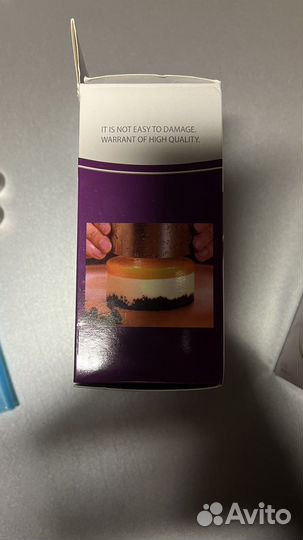 IT IS NOT EASY TO DAMAGE.
WARRANT OF HIGH QUALITY.
Avito